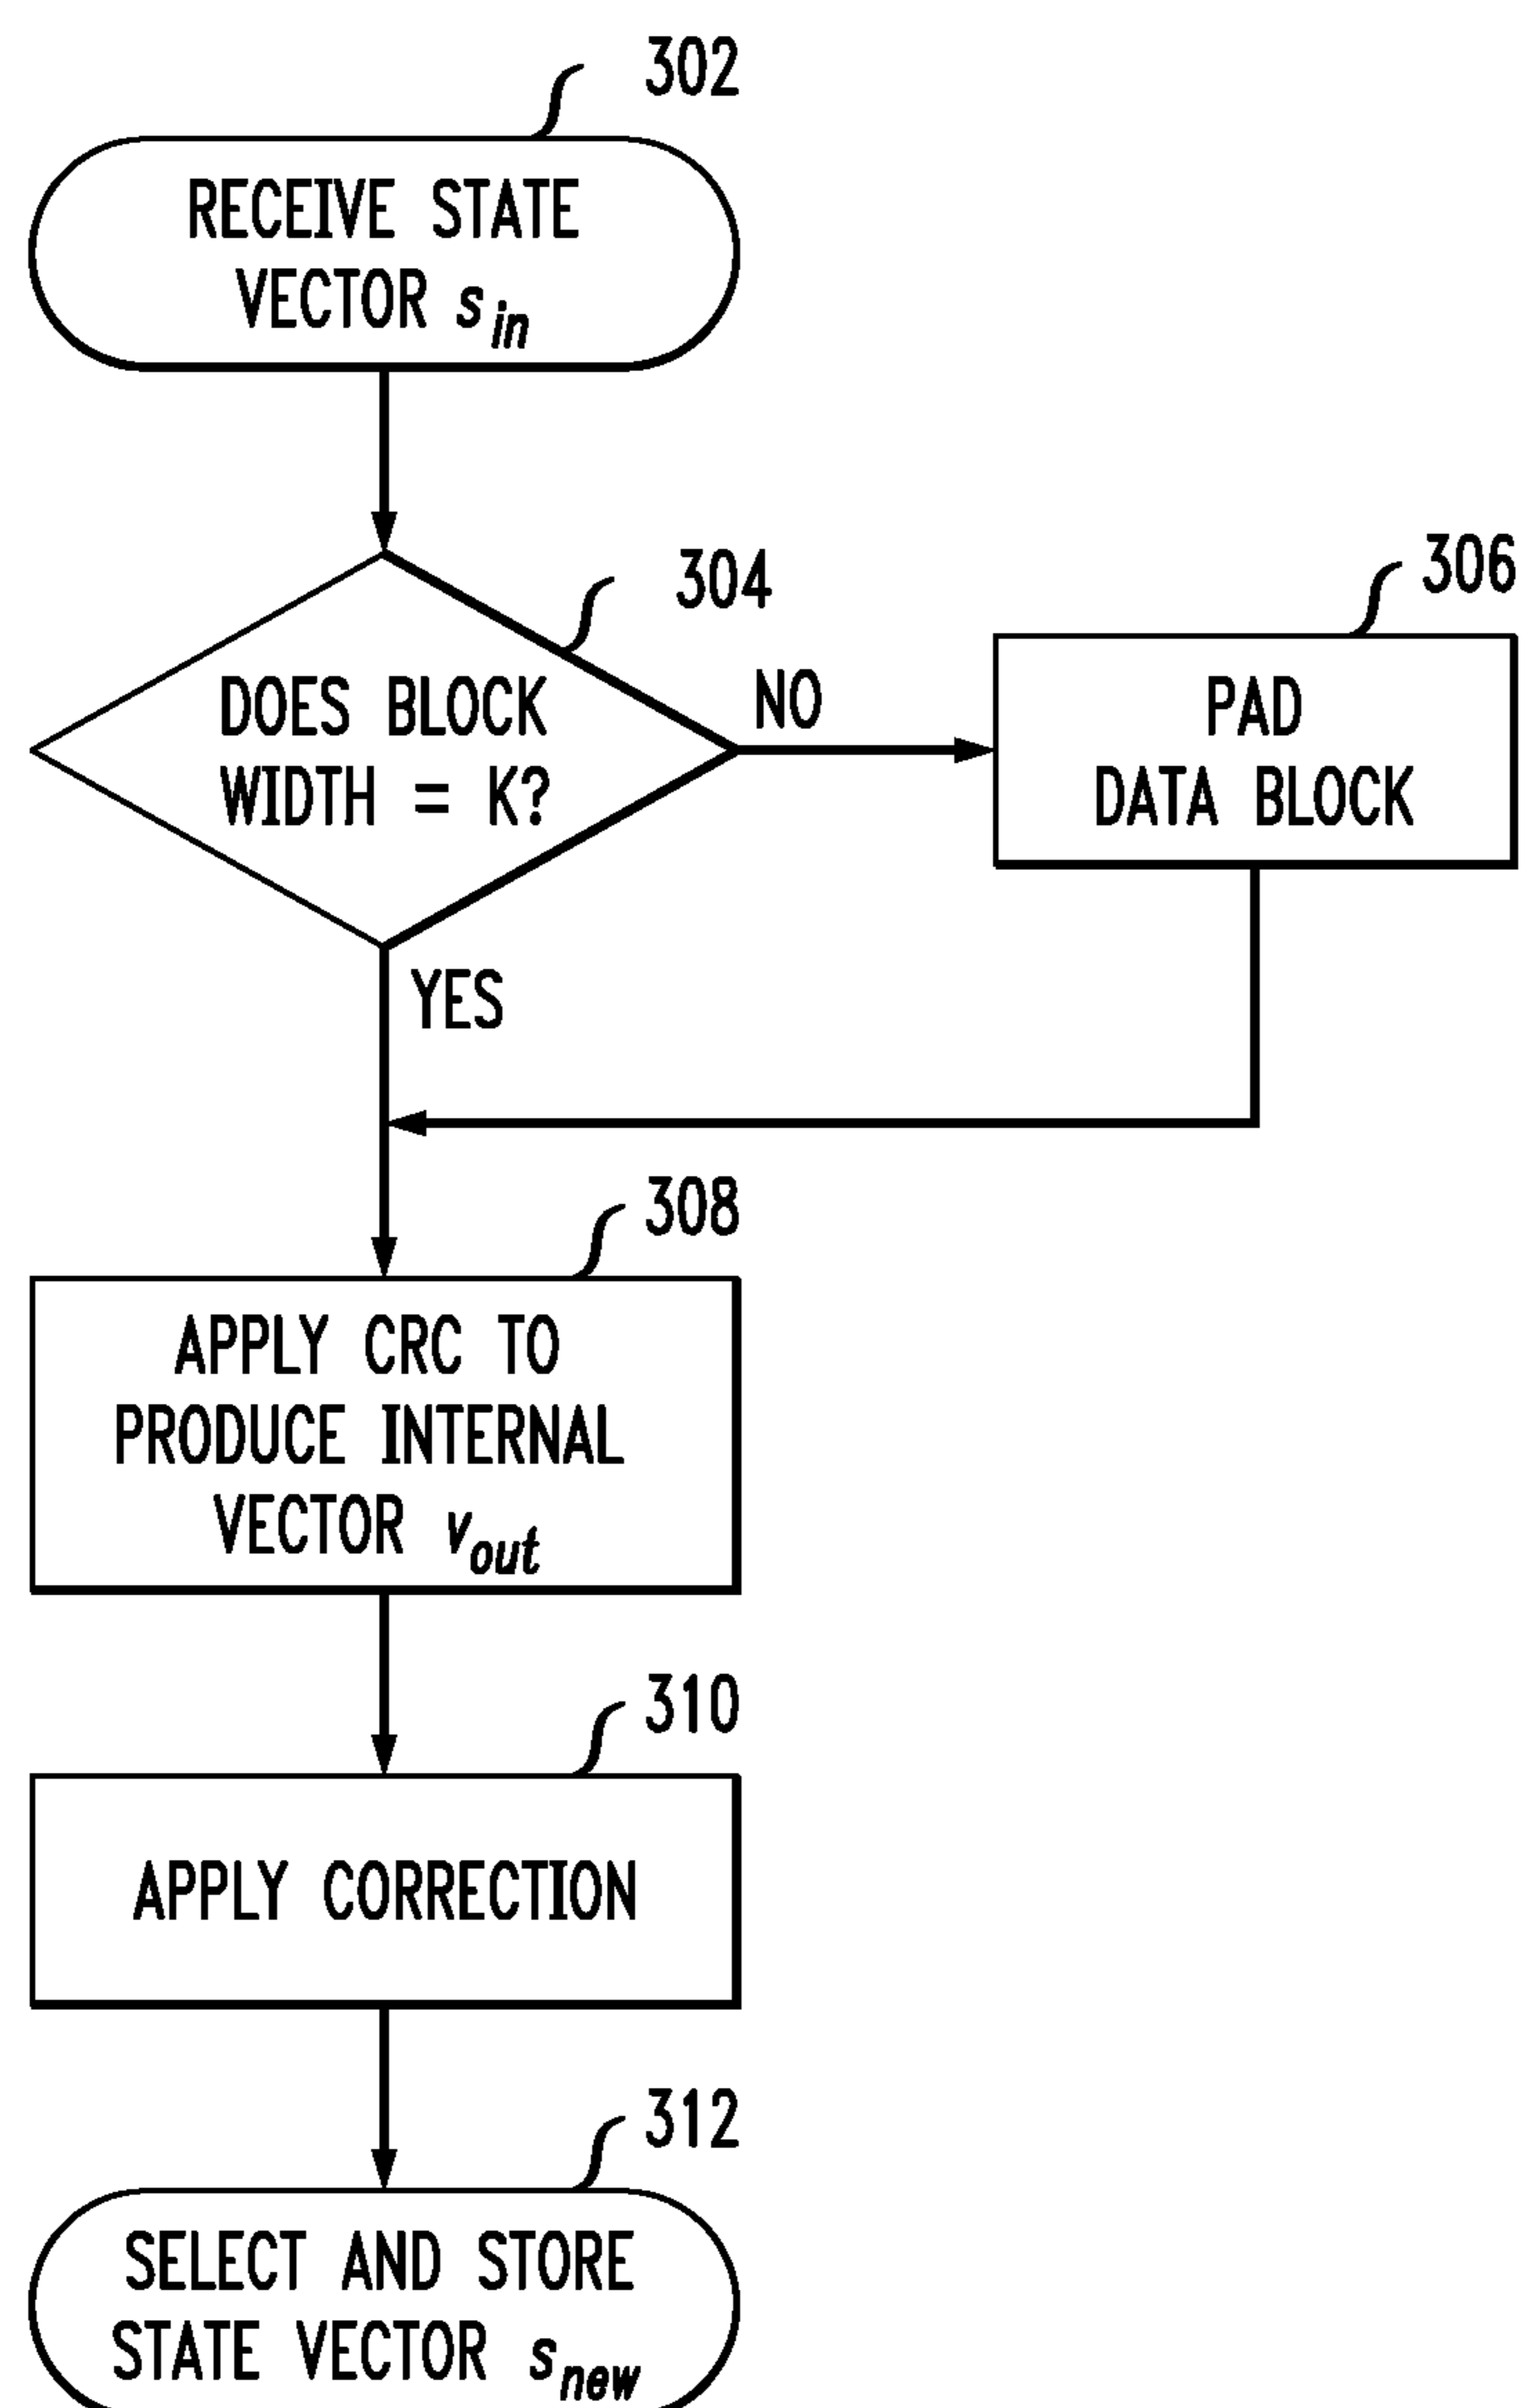 302
RECEIVE STATE
VECTOR s_in
304
DOES BLOCK
WIDTH = K?
NO
306
PAD
DATA BLOCK
YES
308
APPLY CRC TO
PRODUCE INTERNAL
VECTOR v_out
310
APPLY CORRECTION
312
SELECT AND STORE
STATE VECTOR s_new